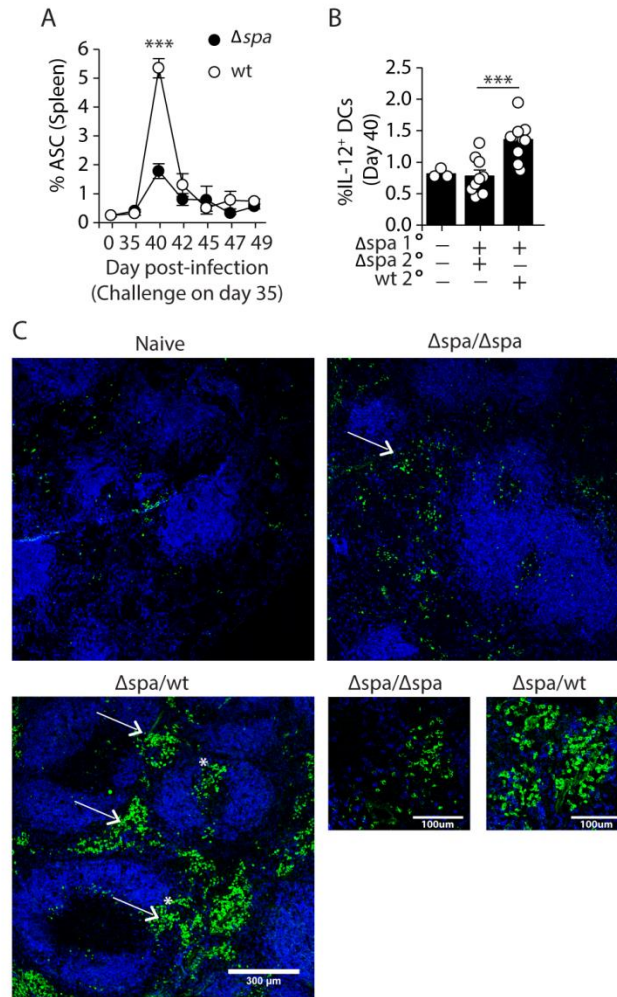 A
% ASC (Spleen)
6
5
4
3
2
1
0
***
Δspa
wt
0 35 40 42 45 47 49
Day post-infection
(Challenge on day 35)
B
%IL-12⁺ DCs
(Day 40)
2.5
2.0
1.5
1.0
0.5
0.0
***
Δspa 1° − + +
Δspa 2° − + −
wt 2° − − +
C
Naive
Δspa/Δspa
Δspa/wt
*
*
300 µm
Δspa/Δspa
100um
Δspa/wt
100um